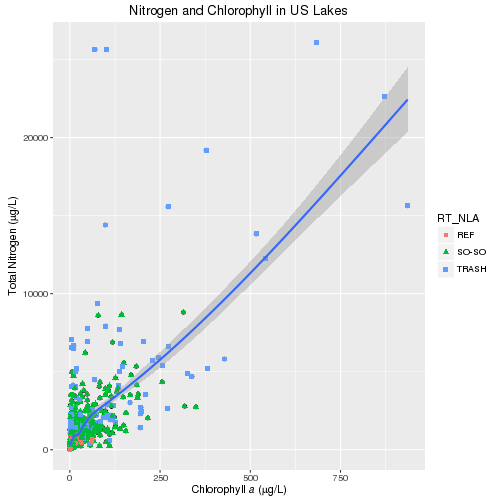 Nitrogen and Chlorophyll in US Lakes
Total Nitrogen (µg/L)
20000
10000
0
0
250
500
750
Chlorophyll a (µg/L)
RT_NLA
REF
SO-SO
TRASH